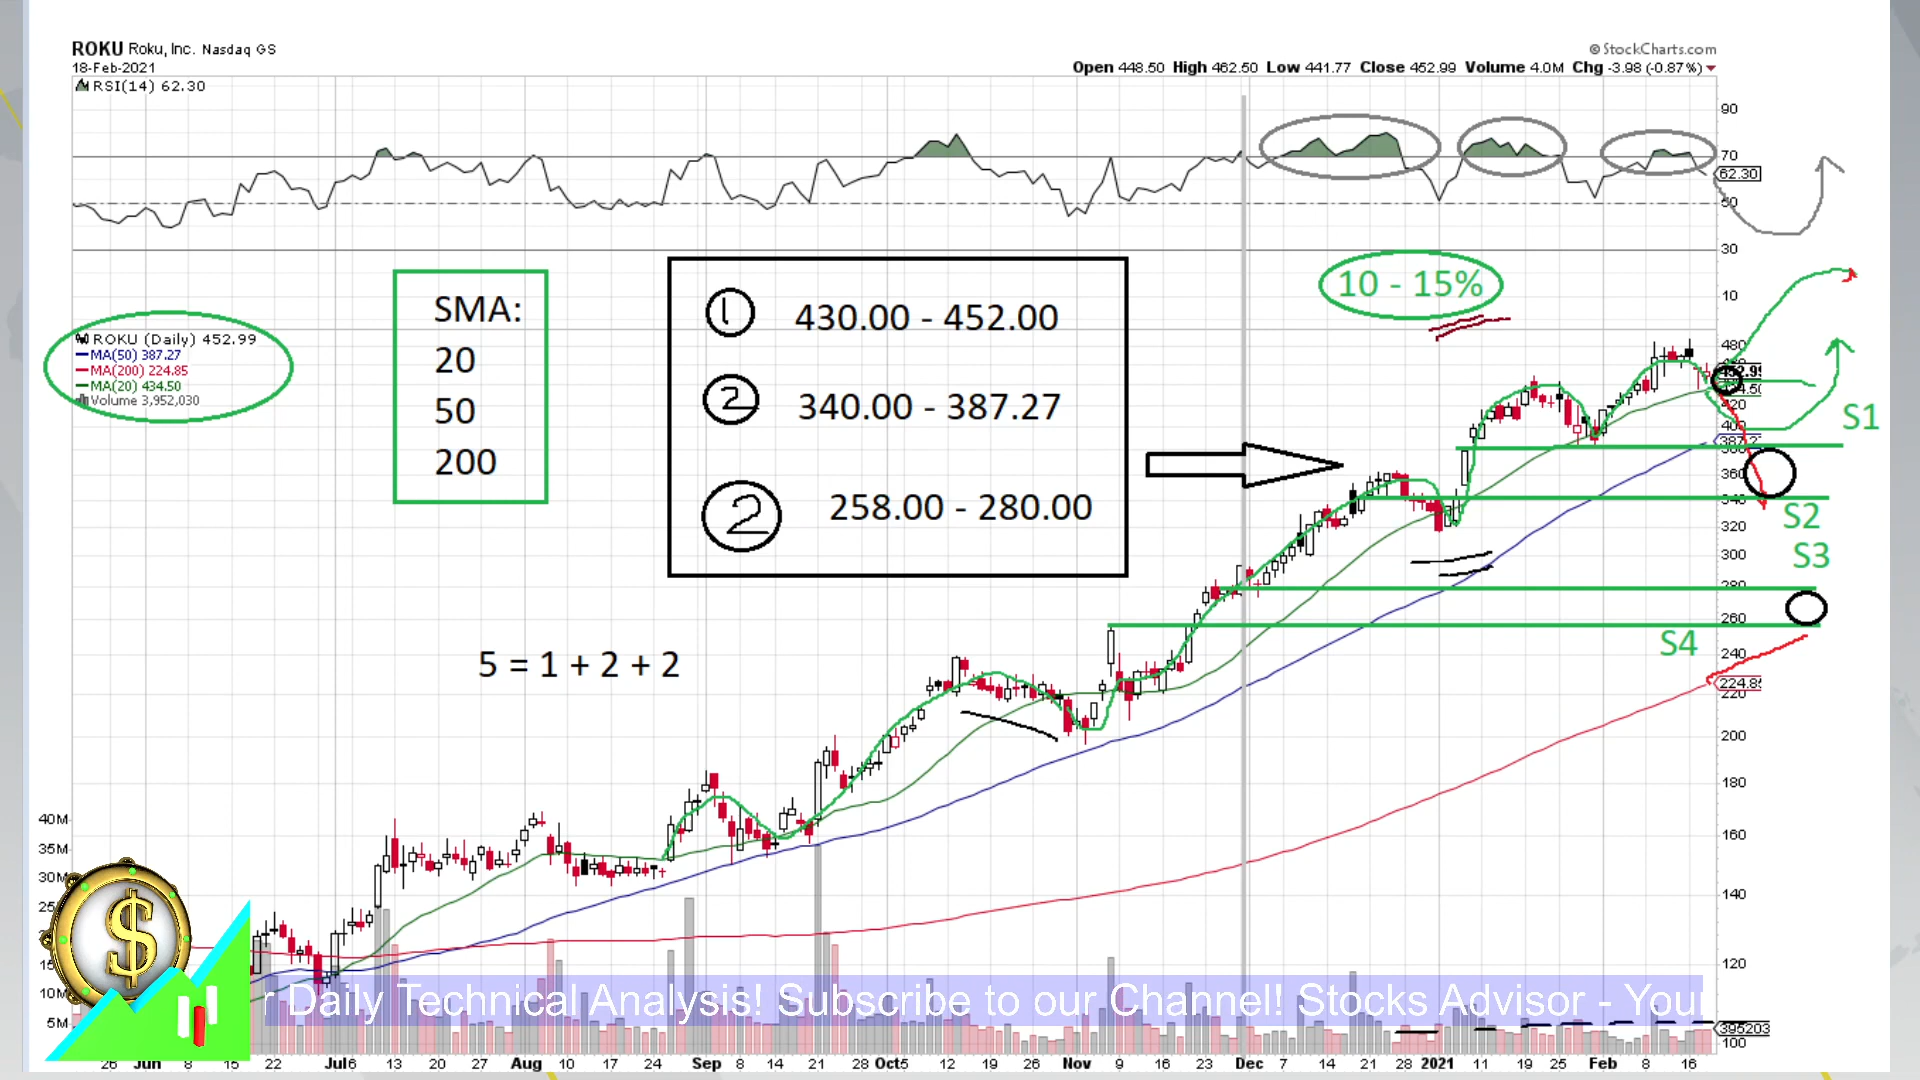 ROKU Roku, Inc. Nasdaq GS
©StockCharts.com
18-Feb-2021
Open 448.50 High 462.50 Low 441.77 Close 452.99 Volume 4.0M Chg -3.98 (-0.87%)
RSI(14) 62.30
90
70
62.30
50
30
10
10 - 15%
SMA:
20
50
200
1 430.00 - 452.00
2 340.00 - 387.27
2 258.00 - 280.00
ROKU (Daily) 452.99
MA(50) 387.27
MA(200) 224.85
MA(20) 434.50
Volume 3,952,030
480
420
S1
360
340
S2
320
S3
300
280
260
S4
240
224.85
220
5 = 1 + 2 + 2
200
180
160
140
120
100
395203
40M
35M
30M
10M
5M
$
r Daily Technical Analysis! Subscribe to our Channel! Stocks Advisor - Your
26 Jun 8 15 22 Jul6 13 20 27 Aug 10 17 24 Sep 8 14 21 28 Oct5 12 19 26 Nov 9 16 23 Dec 7 14 21 28 2021 11 19 25 Feb 8 16